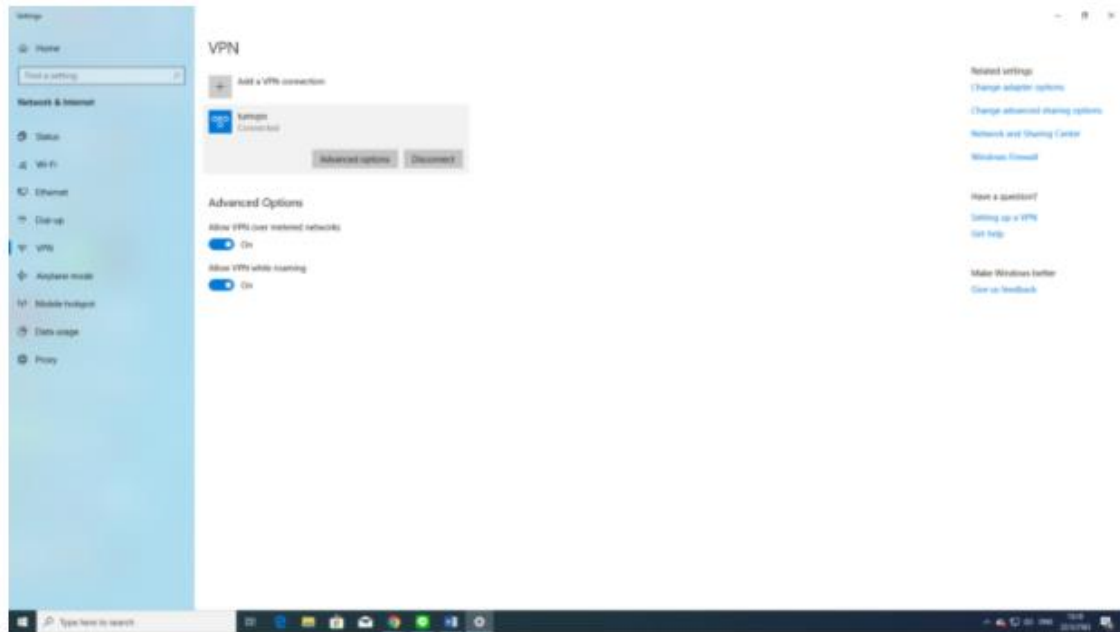 Settings
Home
Find a setting
Network & Internet
Status
Wi-Fi
Ethernet
Dial-up
VPN
Airplane mode
Mobile hotspot
Data usage
Proxy
VPN
Add a VPN connection
Connected
Advanced options
Disconnect
Advanced Options
Allow VPN over metered networks
On
Allow VPN while roaming
On
Related settings
Change adapter options
Change advanced sharing options
Network and Sharing Center
Windows Firewall
Have a question?
Setting up a VPN
Get help
Make Windows better
Give us feedback
Type here to search
ENG